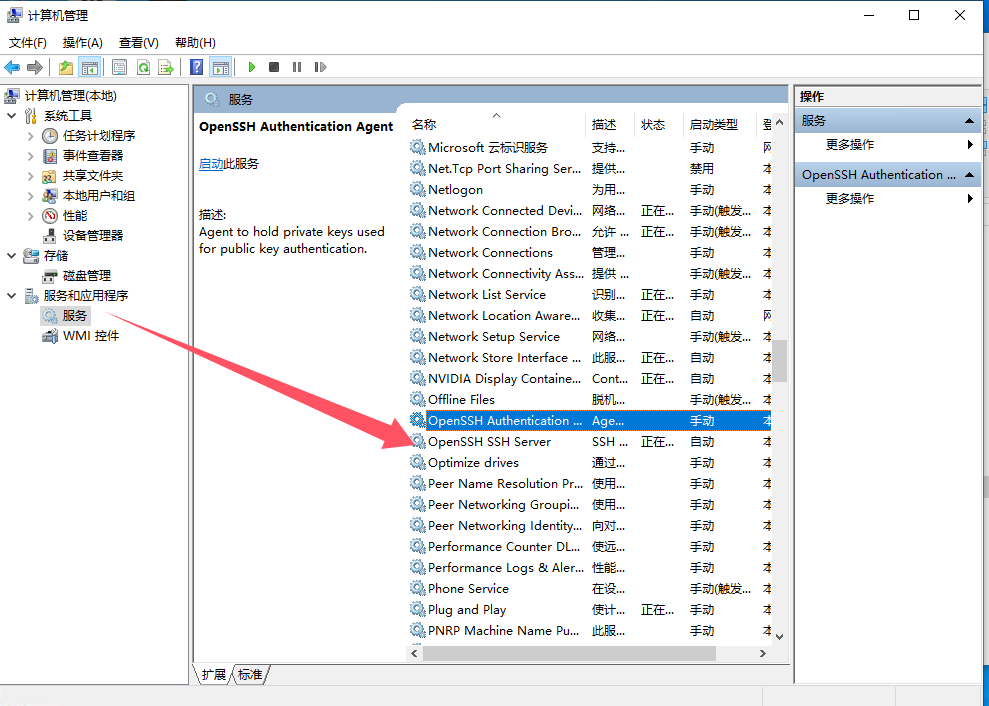 计算机管理
文件(F) 操作(A) 查看(V) 帮助(H)
计算机管理(本地)
系统工具
任务计划程序
事件查看器
共享文件夹
本地用户和组
性能
设备管理器
存储
磁盘管理
服务和应用程序
服务
WMI 控件
服务
OpenSSH Authentication Agent
启动此服务
描述:
Agent to hold private keys used
for public key authentication.
名称 描述 状态 启动类型 登
Microsoft 云标识服务 支持... 手动 网
Net.Tcp Port Sharing Ser... 提供... 禁用 本
Netlogon 为用... 手动 本
Network Connected Devi... 网络... 正在... 手动(触发... 本
Network Connection Bro... 允许 ... 正在... 手动(触发... 本
Network Connections 管理... 手动 本
Network Connectivity Ass... 提供 ... 手动(触发... 本
Network List Service 识别... 正在... 手动 网
Network Location Aware... 收集... 正在... 自动 网
Network Setup Service 网络... 手动(触发... 本
Network Store Interface ... 此服... 正在... 自动 本
NVIDIA Display Containe... Cont... 正在... 自动 本
Offline Files 脱机... 手动(触发... 本
OpenSSH Authentication ... Age... 手动 本
OpenSSH SSH Server SSH ... 正在... 自动 本
Optimize drives 通过... 手动 本
Peer Name Resolution Pr... 使用... 手动 本
Peer Networking Groupi... 使用... 手动 本
Peer Networking Identity... 向对... 手动 本
Performance Counter DL... 使远... 手动 本
Performance Logs & Aler... 性能... 手动 本
Phone Service 在设... 手动(触发... 本
Plug and Play 使计... 正在... 手动 本
PNRP Machine Name Pu... 此服... 手动 本
扩展 标准
操作
服务
更多操作
OpenSSH Authentication ...
更多操作